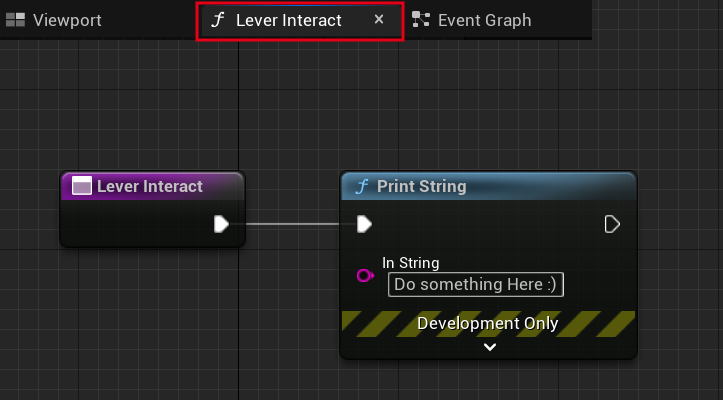 Viewport
Lever Interact
Event Graph
Lever Interact
Print String
In String
Do something Here :)
Development Only